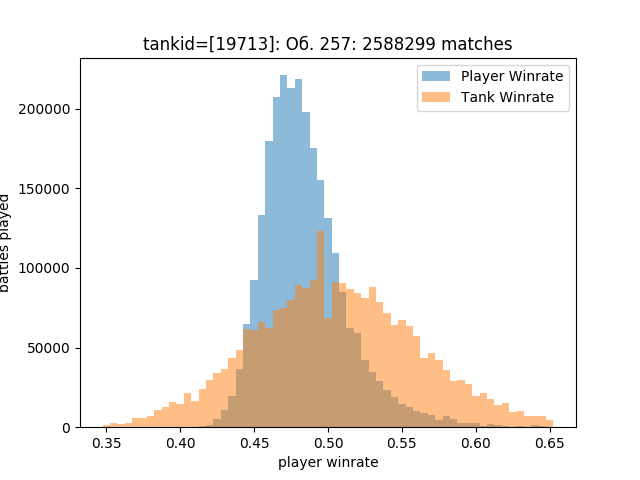 tankid=[19713]: Об. 257: 2588299 matches
Player Winrate
Tank Winrate
200000
150000
100000
50000
0
battles played
0.35 0.40 0.45 0.50 0.55 0.60 0.65
player winrate